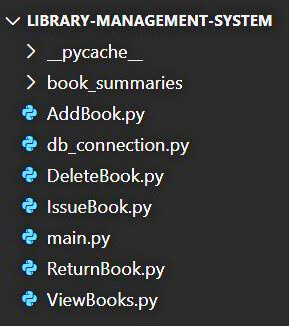 LIBRARY-MANAGEMENT-SYSTEM
__pycache__
book_summaries
AddBook.py
db_connection.py
DeleteBook.py
IssueBook.py
main.py
ReturnBook.py
ViewBooks.py